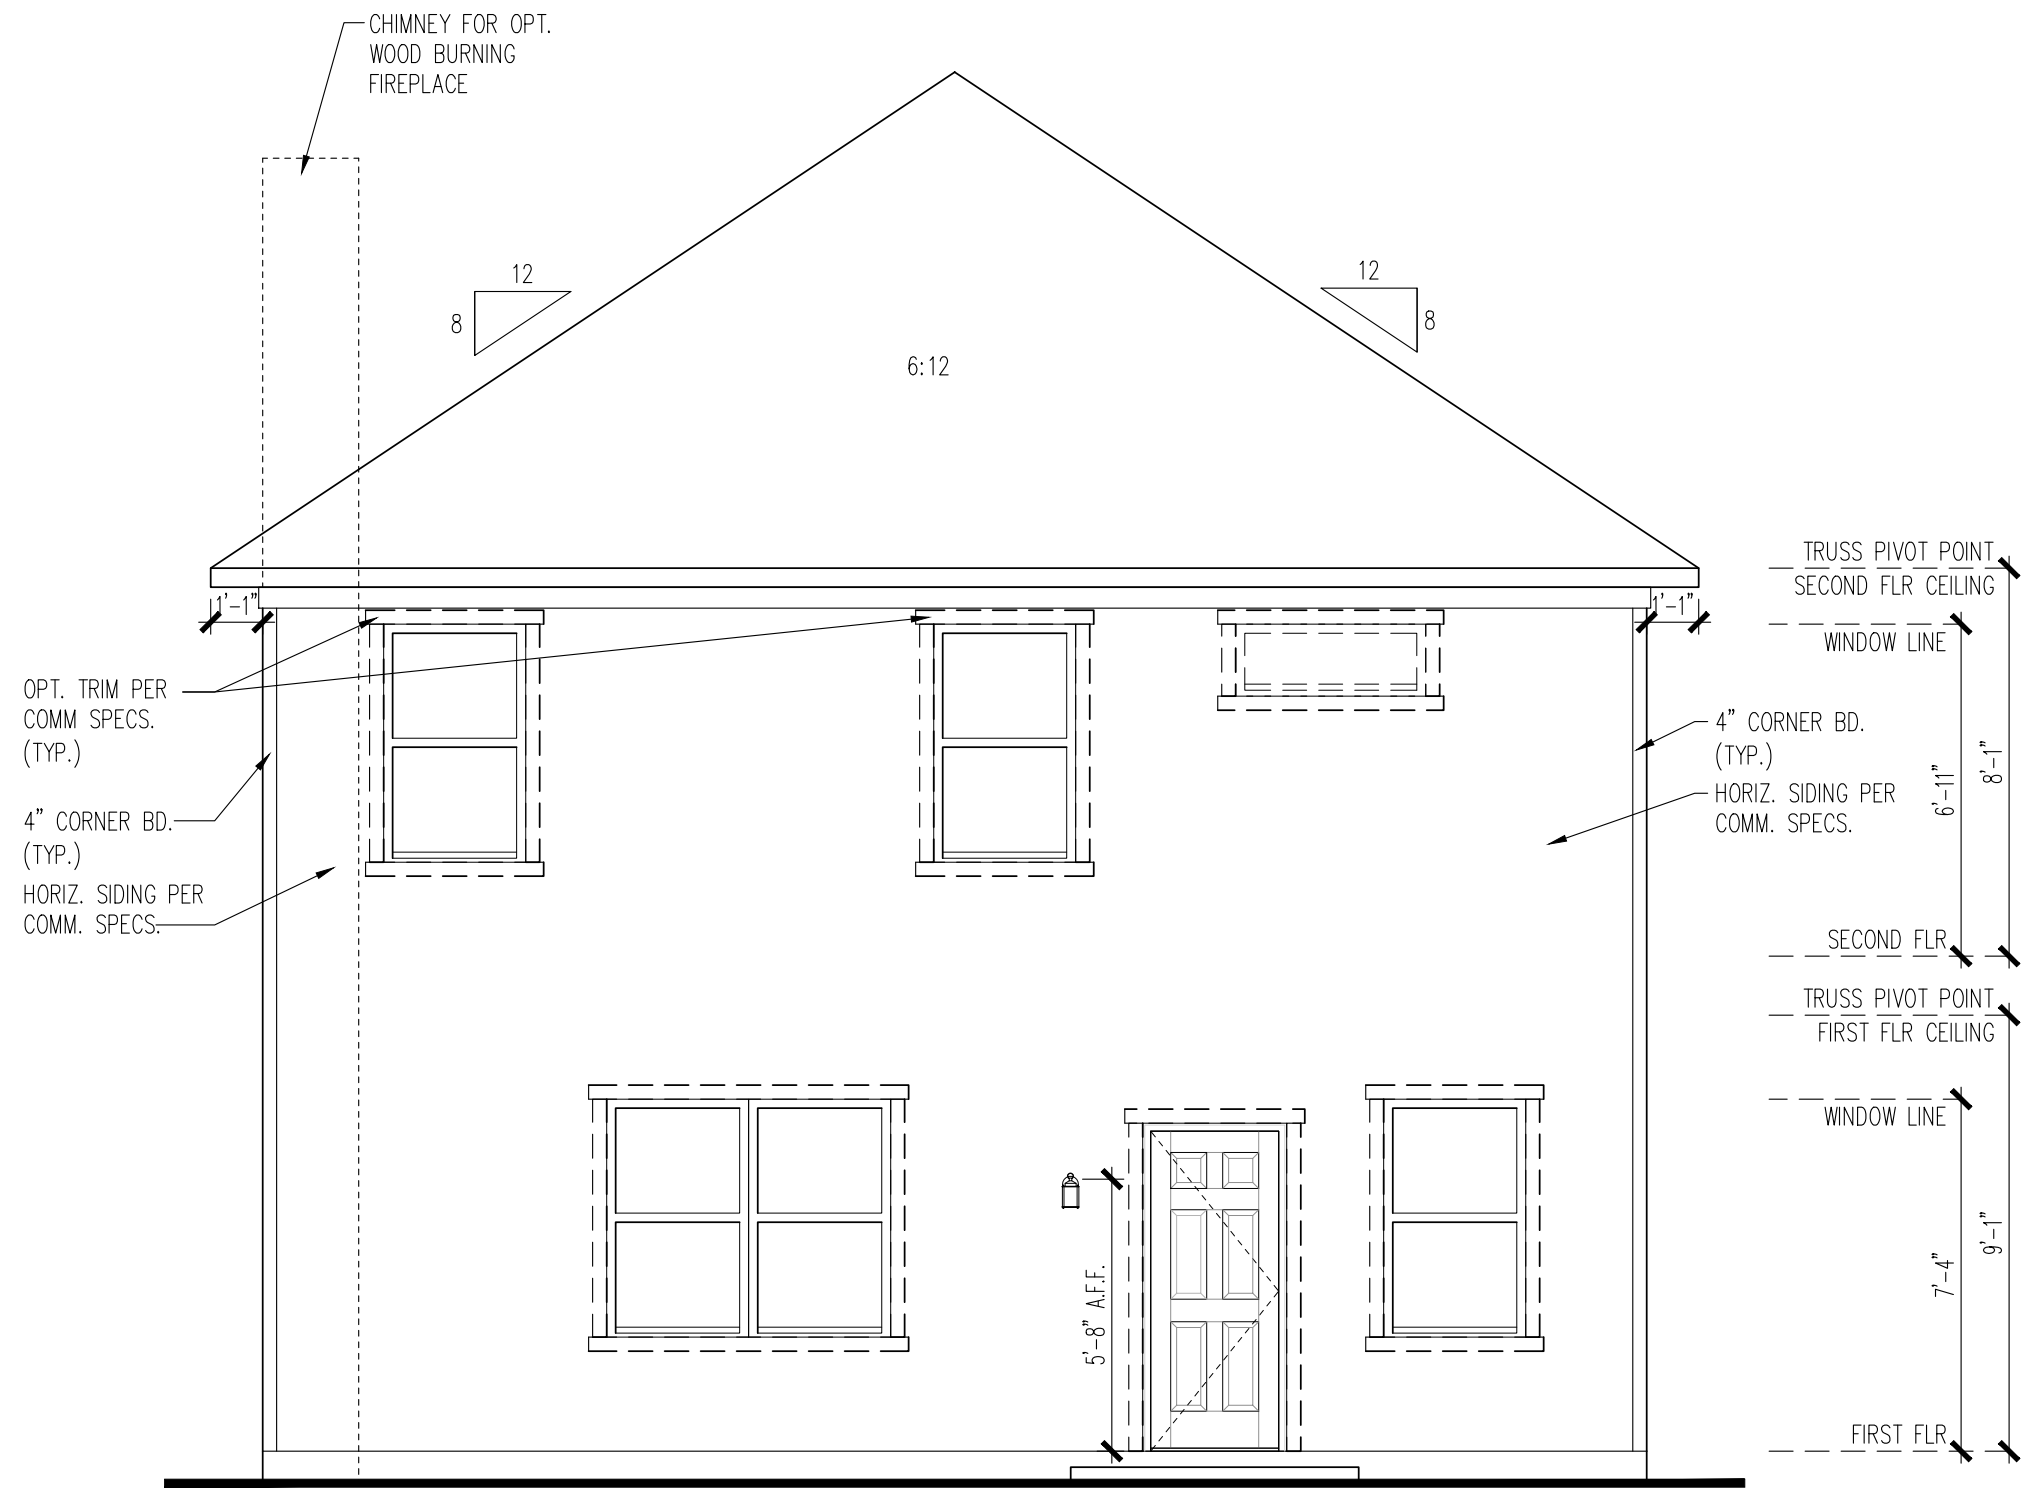 CHIMNEY FOR OPT.
WOOD BURNING
FIREPLACE
12
8
12
8
6:12
TRUSS PIVOT POINT
SECOND FLR CEILING
1'-1"
1'-1"
WINDOW LINE
OPT. TRIM PER
COMM SPECS.
(TYP.)
4" CORNER BD.
(TYP.)
HORIZ. SIDING PER
COMM. SPECS.
4" CORNER BD.
(TYP.)
HORIZ. SIDING PER
COMM. SPECS.
6'-11"
8'-1"
SECOND FLR
TRUSS PIVOT POINT
FIRST FLR CEILING
WINDOW LINE
5'-8" A.F.F.
7'-4"
9'-1"
FIRST FLR